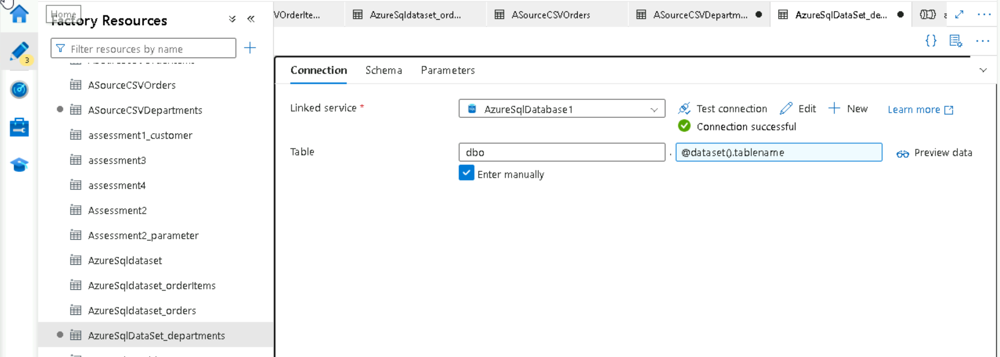 Home
Factory Resources
Filter resources by name
3
ASourceCSVOrders
ASourceCSVDepartments
assessment1_customer
assessment3
assessment4
Assessment2
Assessment2_parameter
AzureSqldataset
AzureSqldataset_orderItems
AzureSqldataset_orders
AzureSqlDataSet_departments
VOrderIte...
AzureSqldataset_ord...
ASourceCSVOrders
ASourceCSVDepartm...
AzureSqlDataSet_de...
Connection Schema Parameters
Linked service *
AzureSqlDatabase1
Test connection Edit New Learn more
Connection successful
Table
dbo . @dataset().tablename
Preview data
Enter manually